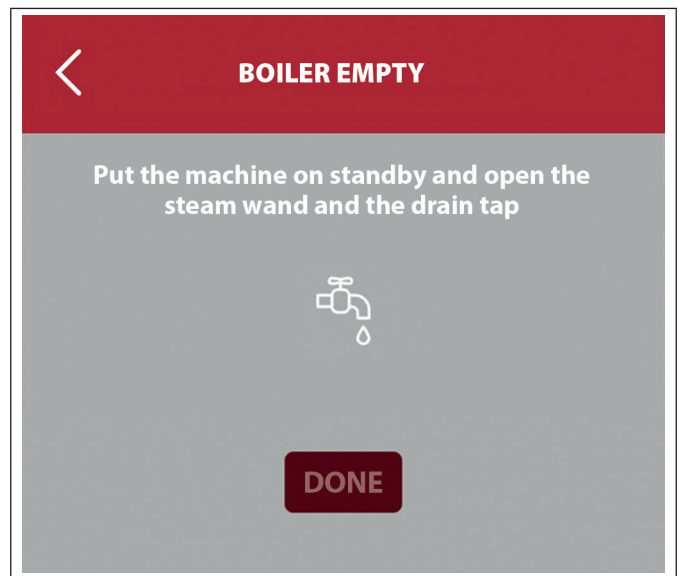 BOILER EMPTY
Put the machine on standby and open the
steam wand and the drain tap
DONE